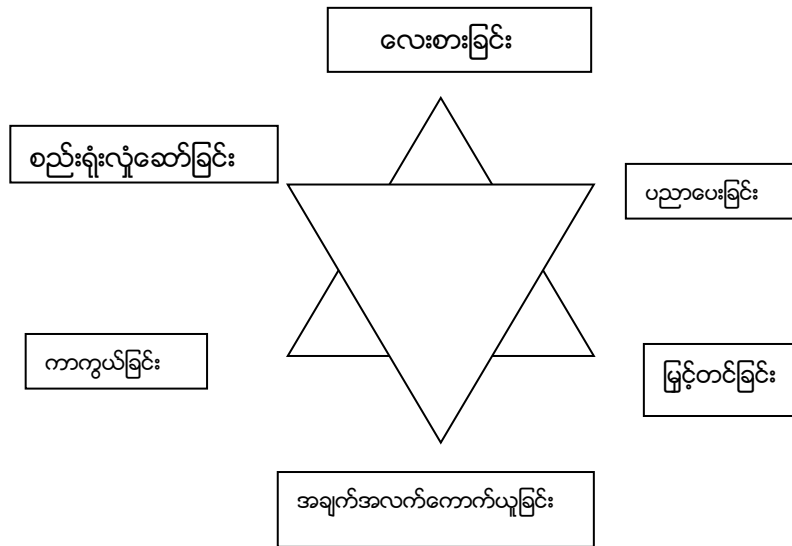 လေးစားခြင်း
စည်းရုံးလှုံ့ဆော်ခြင်း
ပညာပေးခြင်း
ကာကွယ်ခြင်း
မြှင့်တင်ခြင်း
အချက်အလက်ကောက်ယူခြင်း